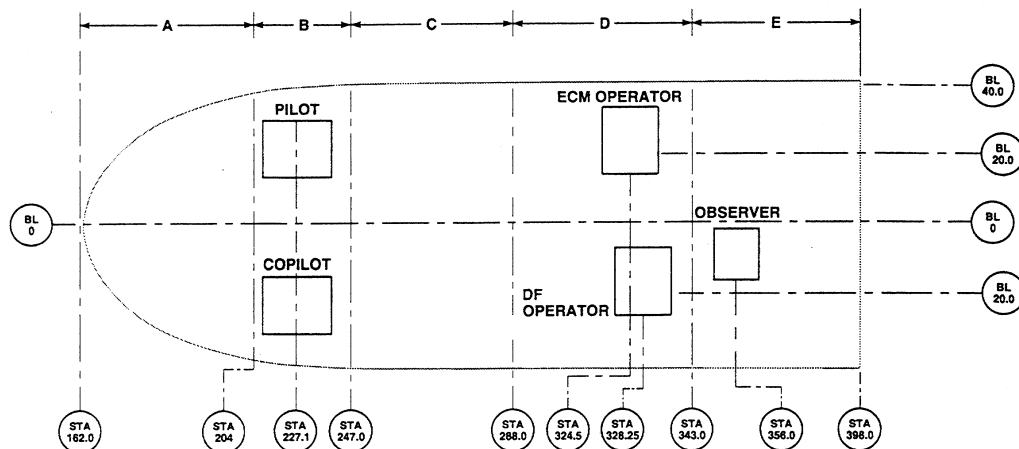 A B C D E
BL
40.0
ECM OPERATOR
PILOT
BL
20.0
BL
0
OBSERVER
BL
0
COPILOT
DF
OPERATOR
BL
20.0
STA
162.0
STA
204
STA
227.1
STA
247.0
STA
288.0
STA
324.5
STA
328.25
STA
343.0
STA
356.0
STA
398.0